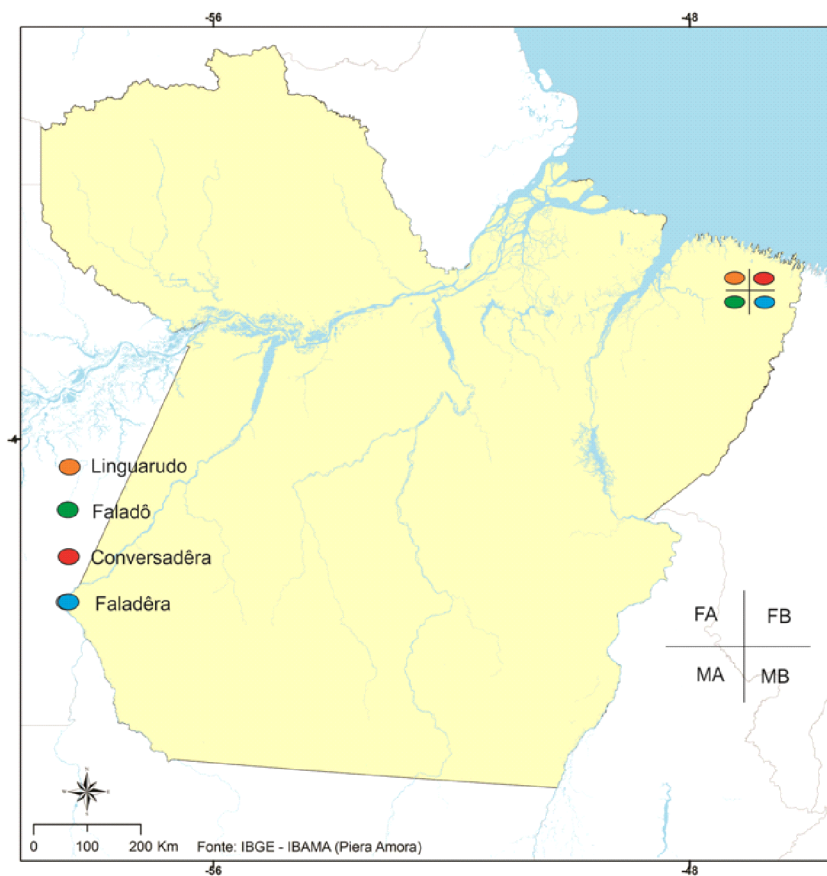 -56 -48
-4
Linguarudo
Faladô
Conversadêra
Faladêra
FA FB
MA MB
N
0 100 200 Km Fonte: IBGE - IBAMA (Piera Amora)
-56 -48